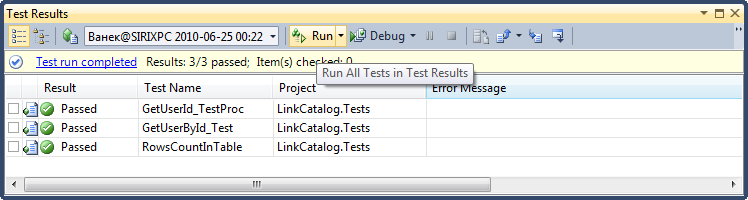 Test Results
Ванек@SIRIXPC 2010-06-25 00:22 Run Debug
Test run completed Results: 3/3 passed; Item(s) checked: 0
Run All Tests in Test Results
Result Test Name Project Error Message
Passed GetUserId_TestProc LinkCatalog.Tests
Passed GetUserById_Test LinkCatalog.Tests
Passed RowsCountInTable LinkCatalog.Tests